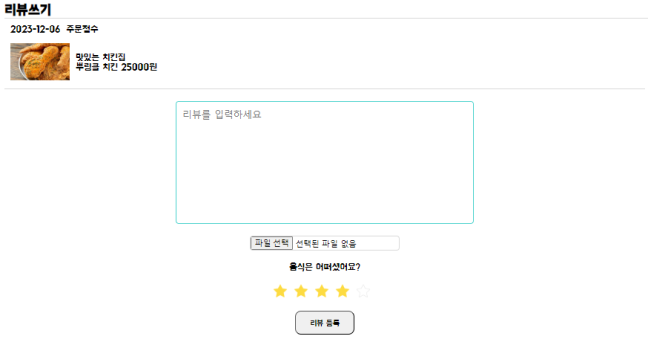 리뷰쓰기
2023-12-06 주문접수
맛있는 치킨집
뿌링클 치킨 25000원
리뷰를 입력하세요
파일 선택 선택된 파일 없음
음식은 어떠셨어요?
리뷰 등록